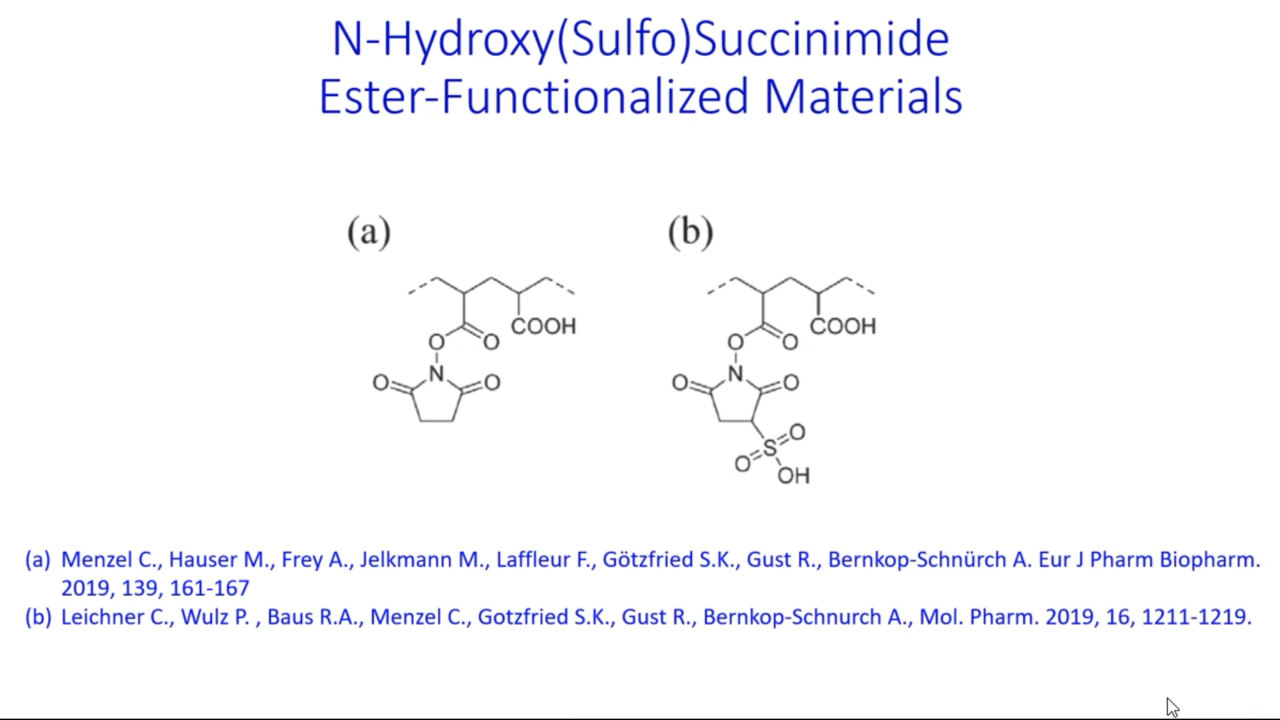 N-Hydroxy(Sulfo)Succinimide
Ester-Functionalized Materials
(a)
(b)
COOH
O
O
N
O
O
COOH
O
O
N
O
O
S
O
O
OH
(a) Menzel C., Hauser M., Frey A., Jelkmann M., Laffleur F., Götzfried S.K., Gust R., Bernkop-Schnürch A. Eur J Pharm Biopharm.
2019, 139, 161-167
(b) Leichner C., Wulz P. , Baus R.A., Menzel C., Gotzfried S.K., Gust R., Bernkop-Schnurch A., Mol. Pharm. 2019, 16, 1211-1219.